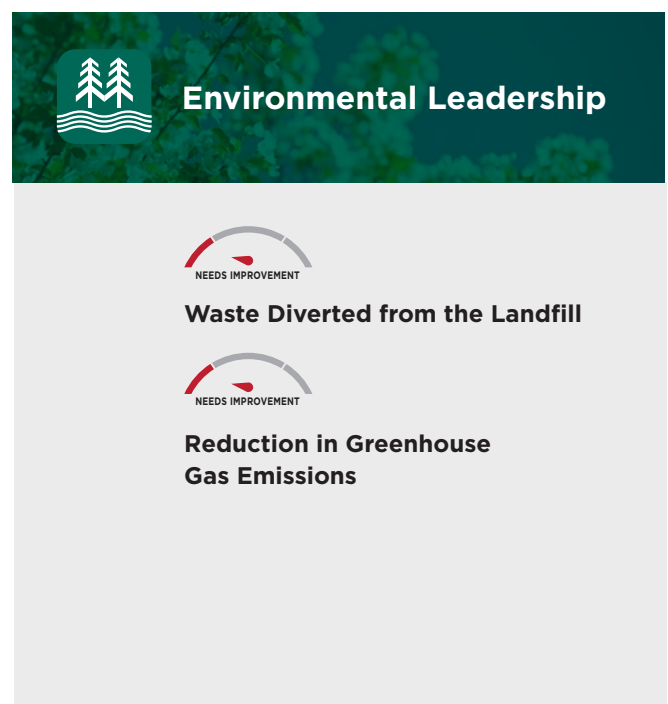 Environmental Leadership
NEEDS IMPROVEMENT
Waste Diverted from the Landfill
NEEDS IMPROVEMENT
Reduction in Greenhouse
Gas Emissions